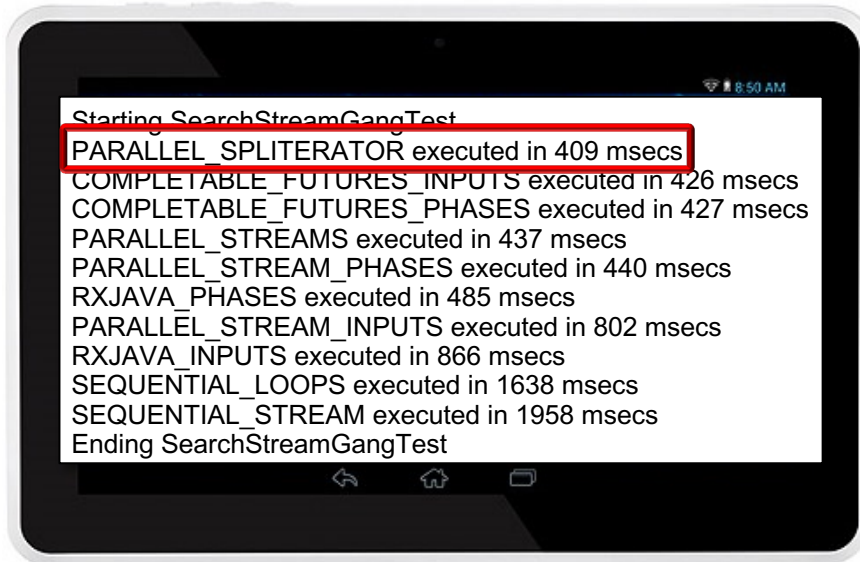 8:50 AM
Starting SearchStreamGangTest
PARALLEL_SPLITERATOR executed in 409 msecs
COMPLETABLE_FUTURES_INPUTS executed in 426 msecs
COMPLETABLE_FUTURES_PHASES executed in 427 msecs
PARALLEL_STREAMS executed in 437 msecs
PARALLEL_STREAM_PHASES executed in 440 msecs
RXJAVA_PHASES executed in 485 msecs
PARALLEL_STREAM_INPUTS executed in 802 msecs
RXJAVA_INPUTS executed in 866 msecs
SEQUENTIAL_LOOPS executed in 1638 msecs
SEQUENTIAL_STREAM executed in 1958 msecs
Ending SearchStreamGangTest